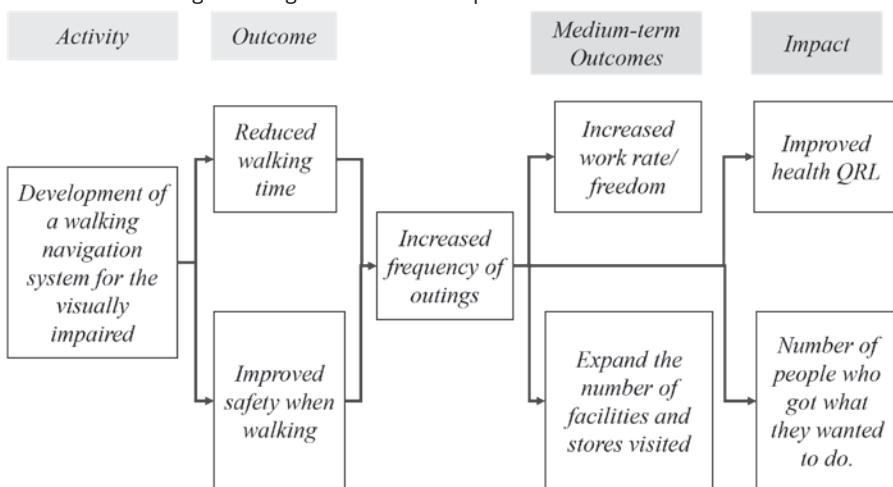 Activity
Outcome
Medium-term
Outcomes
Impact
Development of
a walking
navigation
system for the
visually
impaired
Reduced
walking
time
Improved
safety when
walking
Increased
frequency of
outings
Increased
work rate/
freedom
Expand the
number of
facilities and
stores visited
Improved
health QRL
Number of
people who
got what
they wanted
to do.